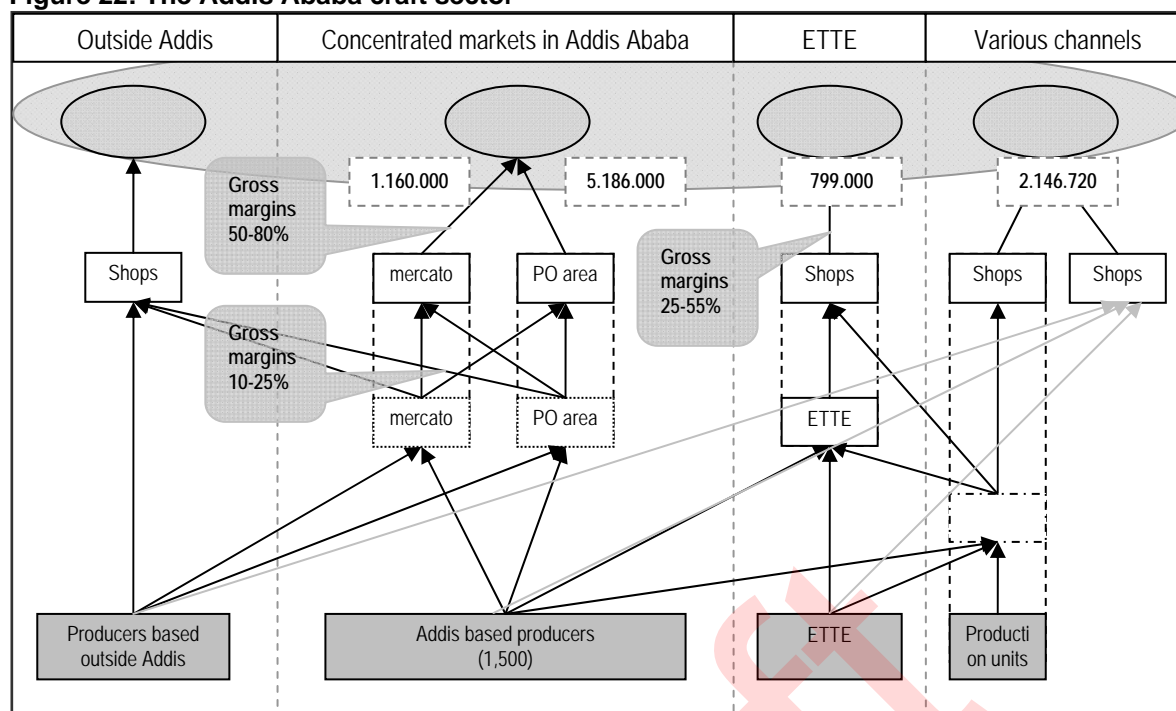 Figure 22: The Addis Ababa craft sector
Outside Addis
Concentrated markets in Addis Ababa
ETTE
Various channels
Gross
margins
50-80%
1.160.000
5.186.000
799.000
2.146.720
Shops
mercato
PO area
Gross
margins
25-55%
Shops
Shops
Shops
Gross
margins
10-25%
mercato
PO area
ETTE
Producers based
outside Addis
Addis based producers
(1,500)
ETTE
Producti
on units